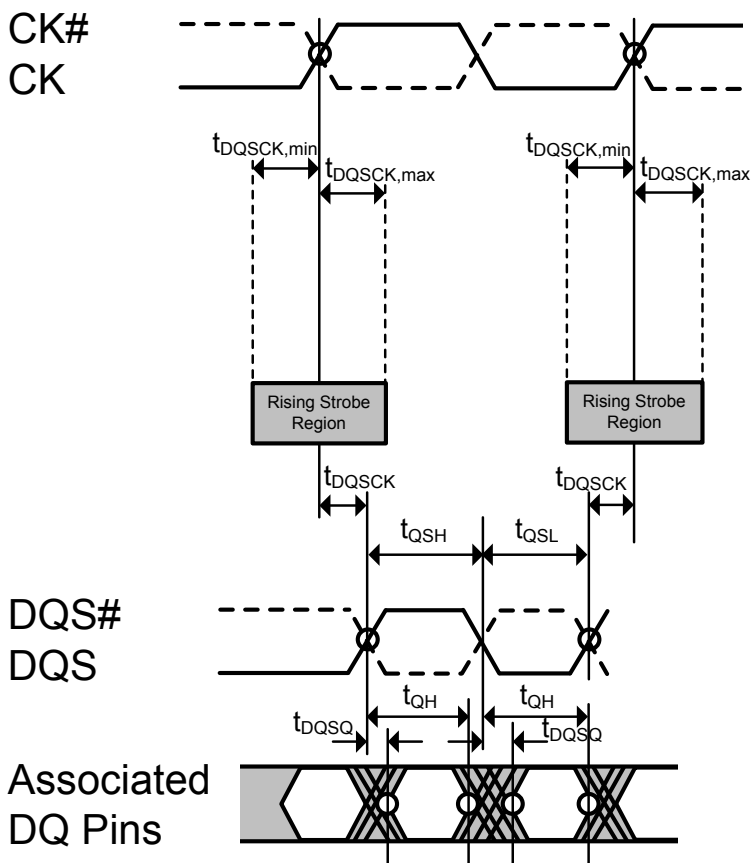 CK#
CK
tDQSCK,min
tDQSCK,max
tDQSCK,min
tDQSCK,max
Rising Strobe
Region
Rising Strobe
Region
tDQSCK
tDQSCK
tQSH
tQSL
DQS#
DQS
tQH
tQH
tDQSQ
tDQSQ
Associated
DQ Pins